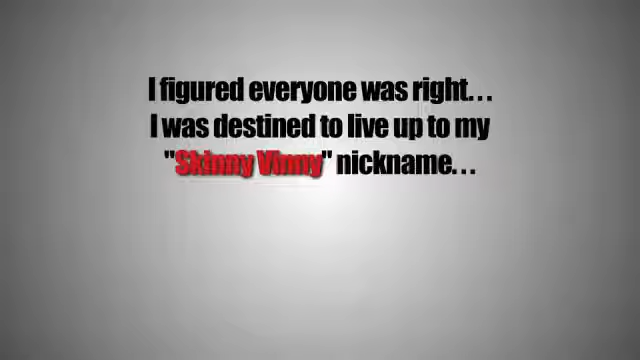 I figured everyone was right. . .
I was destined to live up to my
"Skinny Vinny" nickname. . .